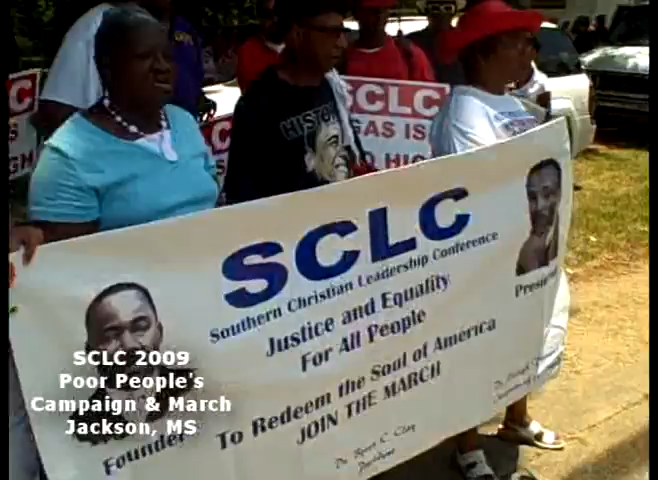 SCLC
GAS IS
HISTORY
SCLC
Southern Christian Leadership Conference
Justice and Equality
For All People
To Redeem the Soul of America
JOIN THE MARCH
Founder
SCLC 2009
Poor People's
Campaign & March
Jackson, MS